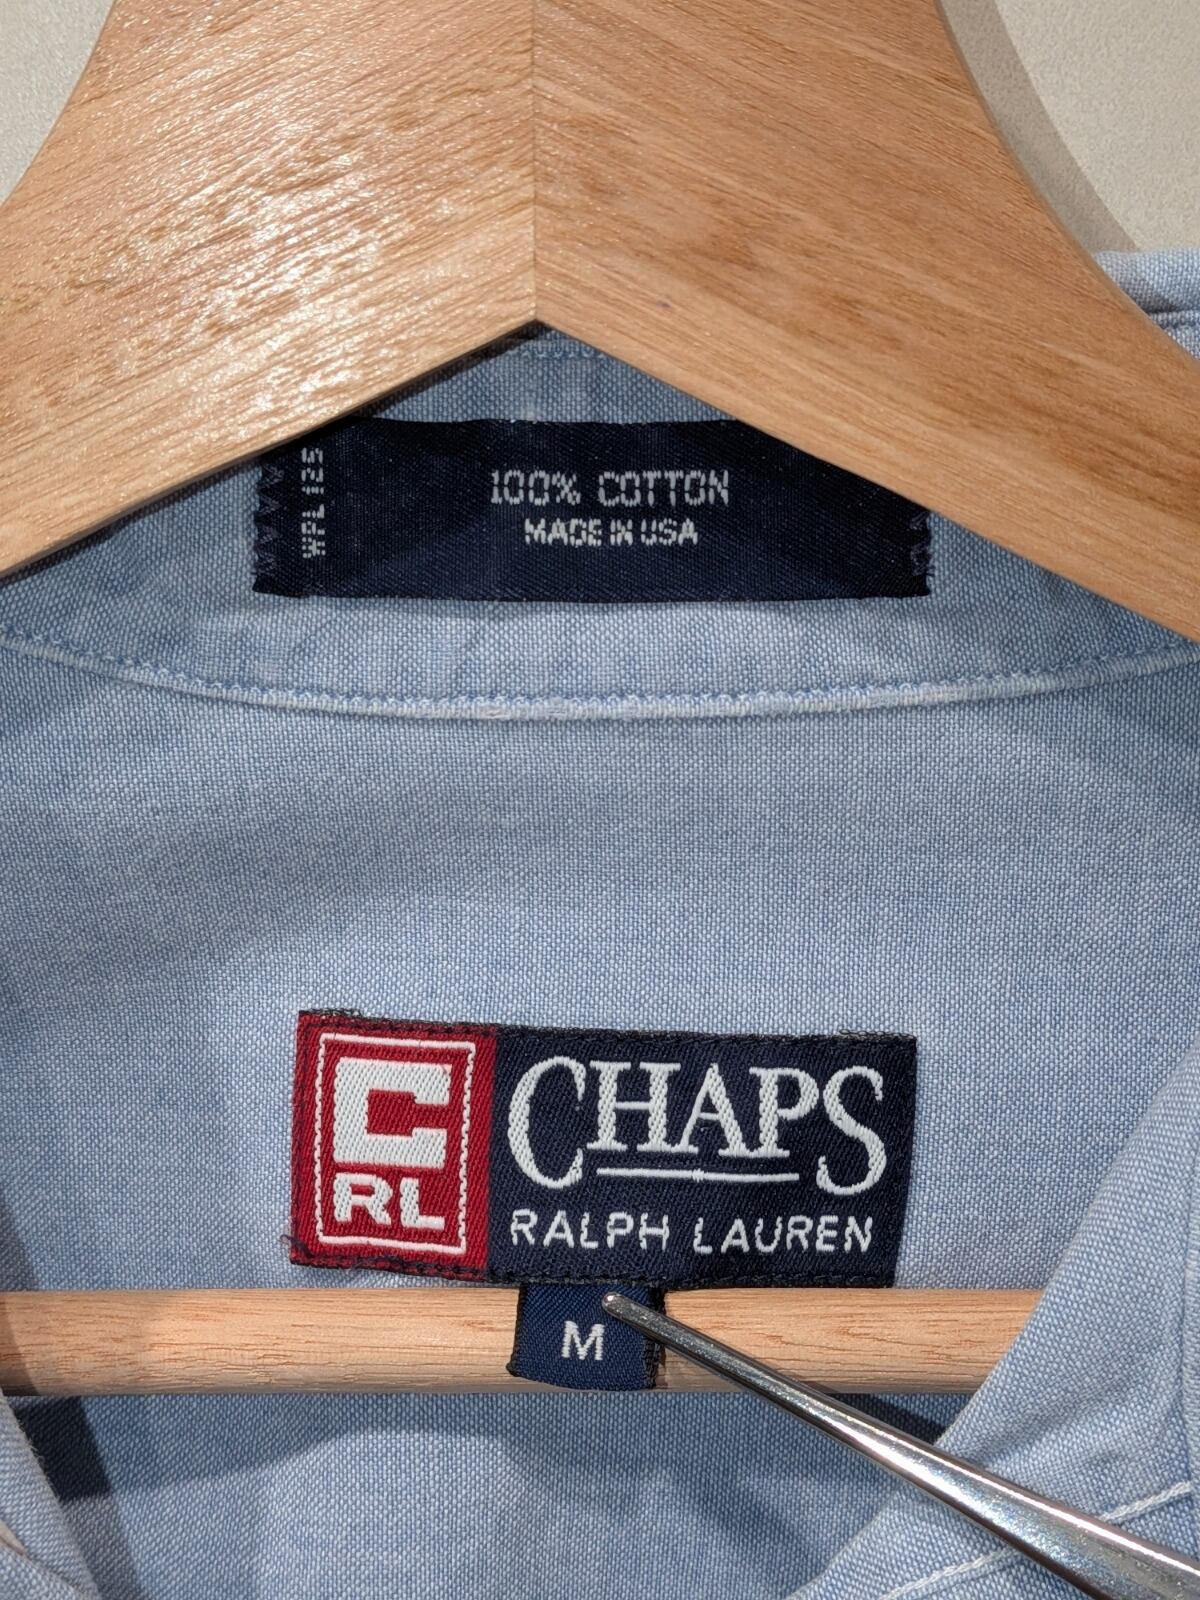 WPL 125
100% COTTON
MADE IN USA
C
RL
CHAPS
RALPH LAUREN
M